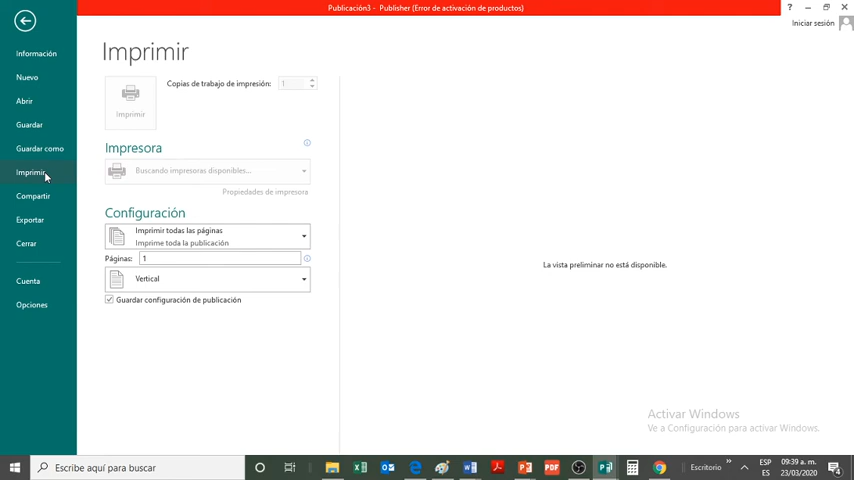 Publicación3 - Publisher (Error de activación de productos)
?
Iniciar sesión
Información
Nuevo
Abrir
Guardar
Guardar como
Imprimir
Compartir
Exportar
Cerrar
Cuenta
Opciones
Imprimir
Imprimir
Copias de trabajo de impresión:
1
Impresora
Buscando impresoras disponibles...
Propiedades de impresora
Configuración
Imprimir todas las páginas
Imprime toda la publicación
Páginas:
1
Vertical
Guardar configuración de publicación
La vista preliminar no está disponible.
Activar Windows
Ve a Configuración para activar Windows.
Escribe aquí para buscar
PDF
Escritorio
ESP
ES
09:39 a. m.
23/03/2020
4